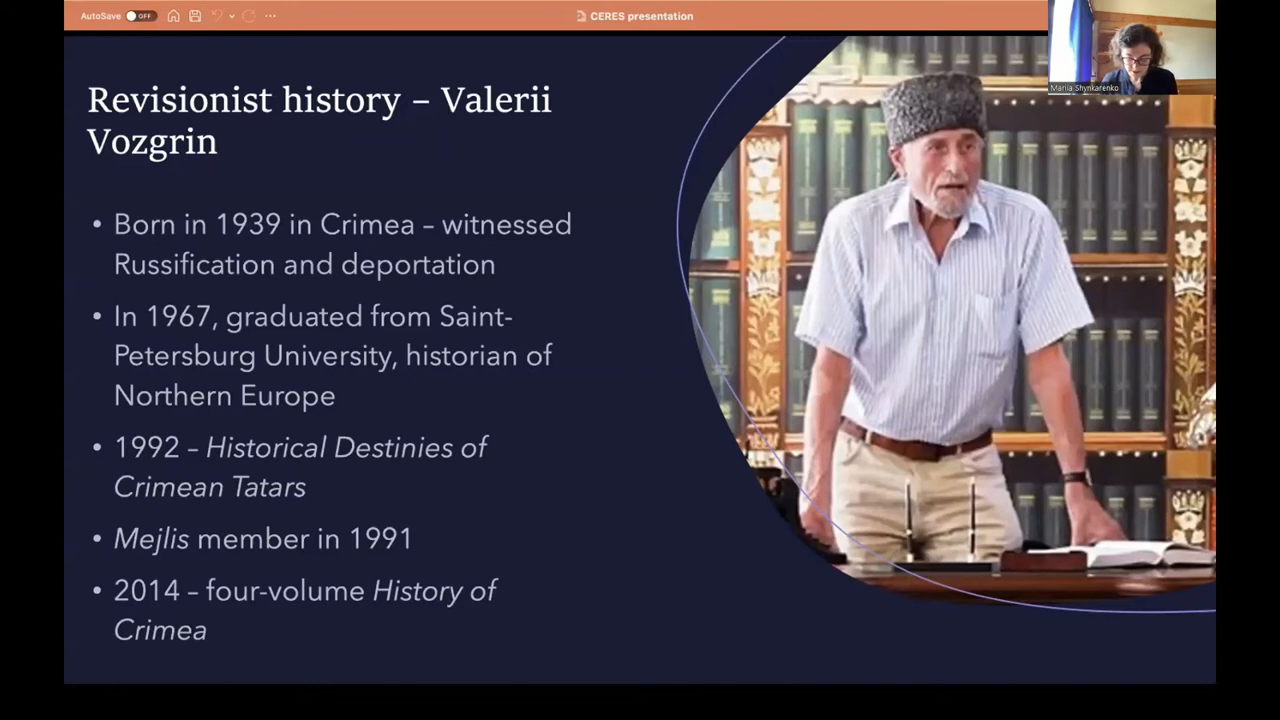 AutoSave OFF
CERES presentation
Mariia Shynkarenko
Revisionist history – Valerii
Vozgrin
• Born in 1939 in Crimea – witnessed
Russification and deportation
• In 1967, graduated from Saint-
Petersburg University, historian of
Northern Europe
• 1992 – Historical Destinies of
Crimean Tatars
• Mejlis member in 1991
• 2014 – four-volume History of
Crimea